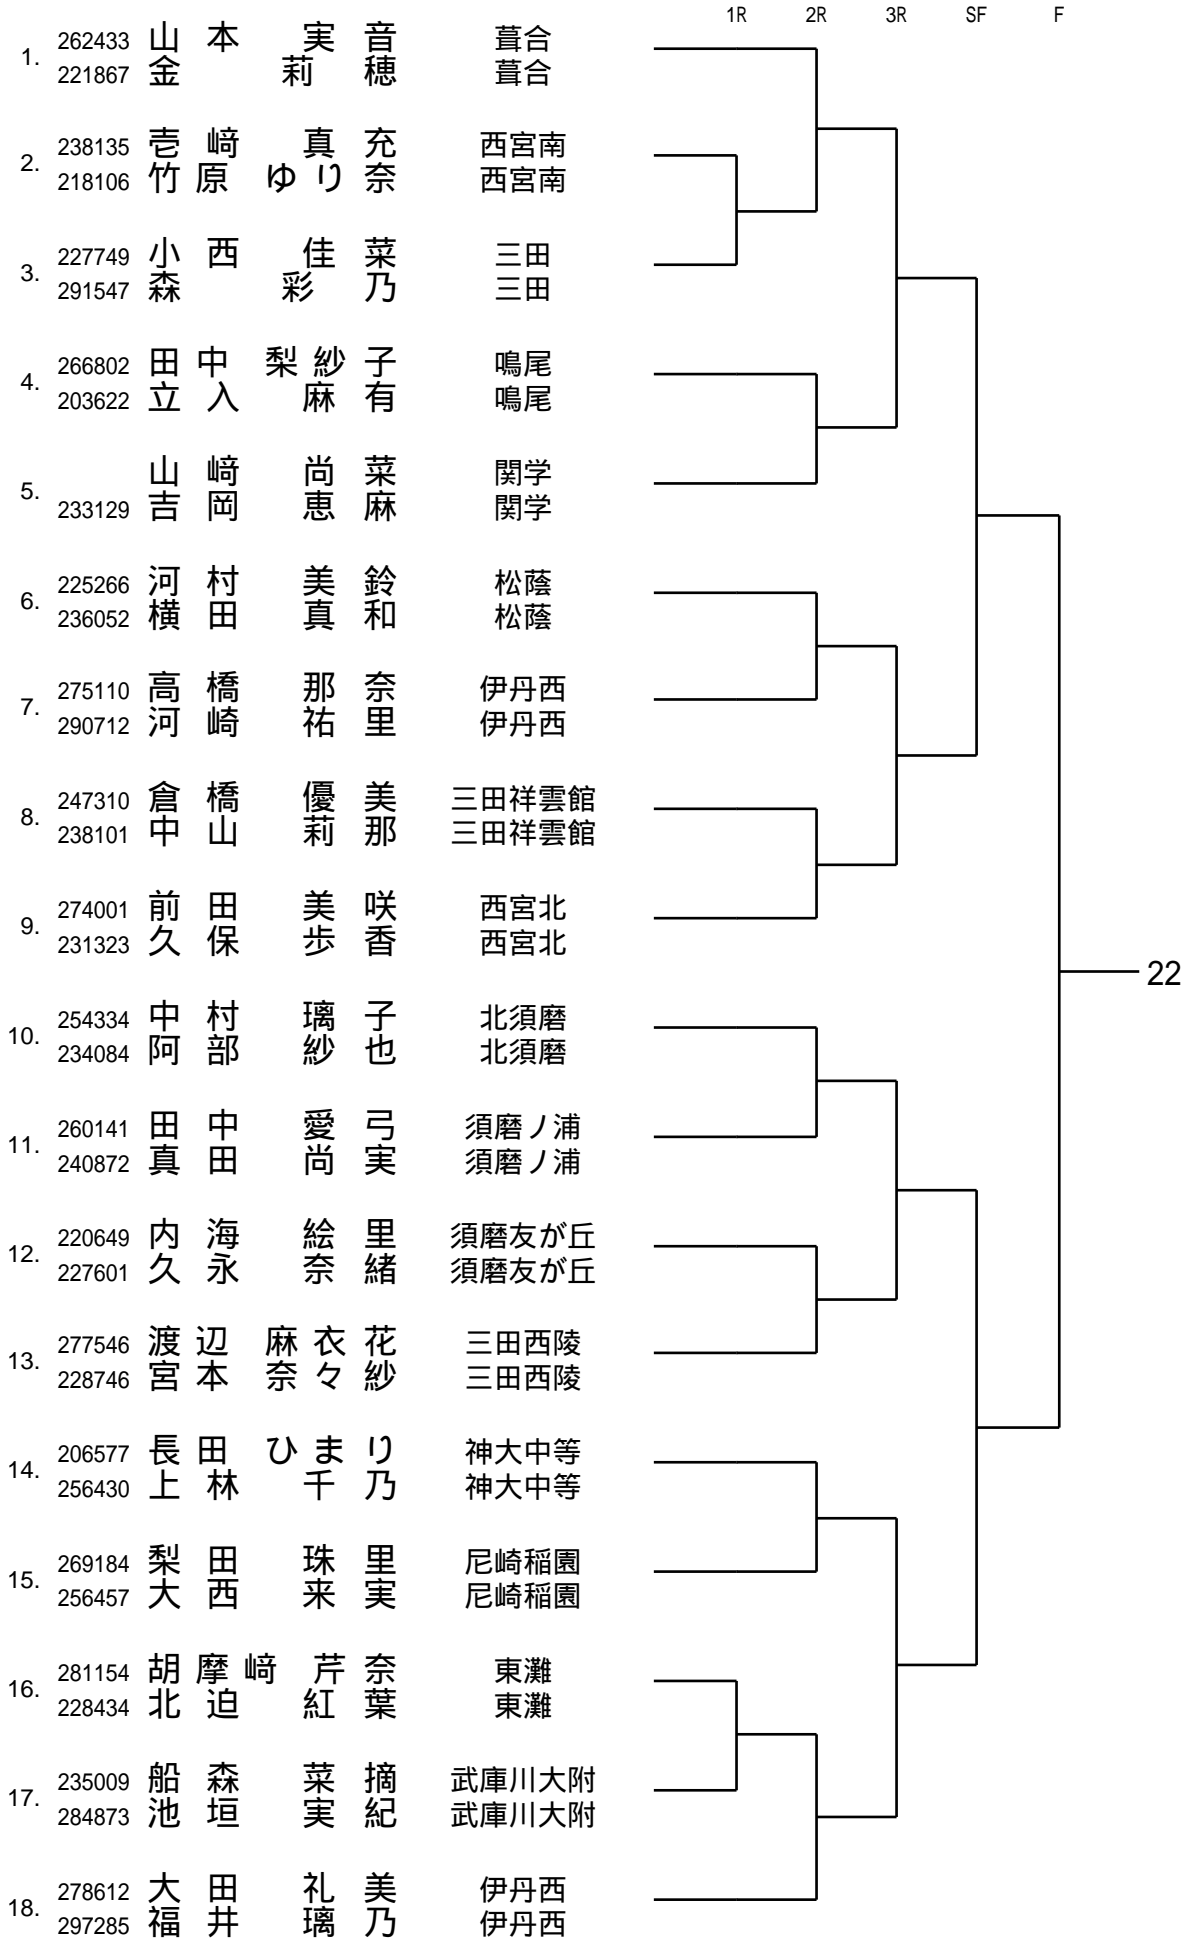 1R 2R 3R SF F
1.
262433 山本 実音 葺合
221867 金 莉穂 葺合
2.
238135 壱﨑 真充 西宮南
218106 竹原 ゆり奈 西宮南
3.
227749 小西 佳菜 三田
291547 森 彩乃 三田
4.
266802 田中 梨紗子 鳴尾
203622 立入 麻有 鳴尾
5.
山﨑 尚菜 関学
233129 吉岡 恵麻 関学
6.
225266 河村 美鈴 松蔭
236052 横田 真和 松蔭
7.
275110 高橋 那奈 伊丹西
290712 河崎 祐里 伊丹西
8.
247310 倉橋 優美 三田祥雲館
238101 中山 莉那 三田祥雲館
9.
274001 前田 美咲 西宮北
231323 久保 歩香 西宮北
22
10.
254334 中村 璃子 北須磨
234084 阿部 紗也 北須磨
11.
260141 田中 愛弓 須磨ノ浦
240872 真田 尚実 須磨ノ浦
12.
220649 内海 絵里 須磨友が丘
227601 久永 奈緒 須磨友が丘
13.
277546 渡辺 麻衣花 三田西陵
228746 宮本 奈々紗 三田西陵
14.
206577 長田 ひまり 神大中等
256430 上林 千乃 神大中等
15.
269184 梨田 珠里 尼崎稲園
256457 大西 来実 尼崎稲園
16.
281154 胡摩﨑 芹奈 東灘
228434 北迫 紅葉 東灘
17.
235009 船森 菜摘 武庫川大附
284873 池垣 実紀 武庫川大附
18.
278612 大田 礼美 伊丹西
297285 福井 璃乃 伊丹西